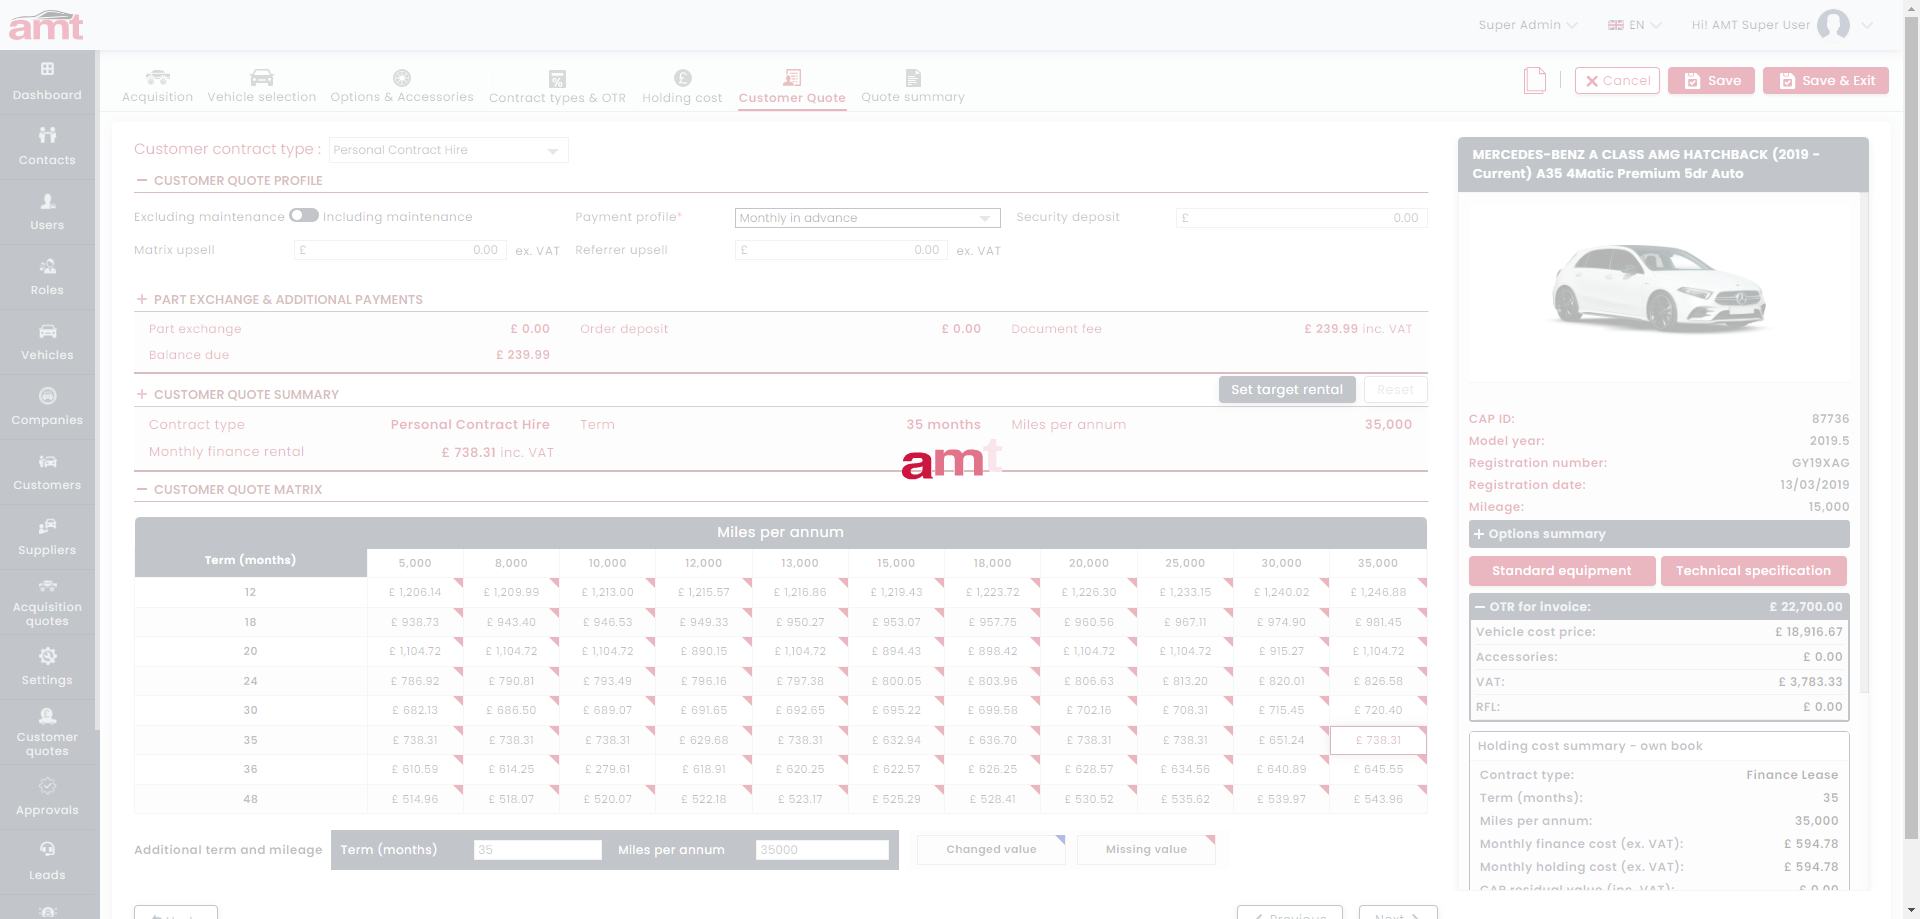 amt
Super Admin
EN
Hi! AMT Super User
Dashboard
Contacts
Users
Roles
Vehicles
Companies
Customers
Suppliers
Acquisition
quotes
Settings
Customer
quotes
Approvals
Leads
Acquisition
Vehicle selection
Options & Accessories
Contract types & OTR
Holding cost
Customer Quote
Quote summary
Cancel
Save
Save & Exit
Customer contract type : Personal Contract Hire
CUSTOMER QUOTE PROFILE
Excluding maintenance Including maintenance
Payment profile* Monthly in advance
Security deposit £ 0.00
Matrix upsell £ 0.00 ex. VAT
Referrer upsell £ 0.00 ex. VAT
PART EXCHANGE & ADDITIONAL PAYMENTS
Part exchange £ 0.00 Order deposit £ 0.00 Document fee £ 239.99 inc. VAT
Balance due £ 239.99
CUSTOMER QUOTE SUMMARY
Set target rental
Reset
Contract type Personal Contract Hire Term 35 months Miles per annum 35,000
Monthly finance rental £ 738.31 inc. VAT
amt
CUSTOMER QUOTE MATRIX
Miles per annum
Term (months) 5,000 8,000 10,000 12,000 13,000 15,000 18,000 20,000 25,000 30,000 35,000
12 £ 1,206.14 £ 1,209.99 £ 1,213.00 £ 1,215.57 £ 1,216.86 £ 1,219.43 £ 1,223.72 £ 1,226.30 £ 1,233.15 £ 1,240.02 £ 1,246.88
18 £ 938.73 £ 943.40 £ 946.53 £ 949.33 £ 950.27 £ 953.07 £ 957.75 £ 960.56 £ 967.11 £ 974.90 £ 981.45
20 £ 1,104.72 £ 1,104.72 £ 1,104.72 £ 890.15 £ 1,104.72 £ 894.43 £ 898.42 £ 1,104.72 £ 1,104.72 £ 915.27 £ 1,104.72
24 £ 786.92 £ 790.81 £ 793.49 £ 796.16 £ 797.38 £ 800.05 £ 803.96 £ 806.63 £ 813.20 £ 820.01 £ 826.58
30 £ 682.13 £ 686.50 £ 689.07 £ 691.65 £ 692.65 £ 695.22 £ 699.58 £ 702.16 £ 708.31 £ 715.45 £ 720.40
35 £ 738.31 £ 738.31 £ 738.31 £ 629.68 £ 738.31 £ 632.94 £ 636.70 £ 738.31 £ 738.31 £ 651.24 £ 738.31
36 £ 610.59 £ 614.25 £ 279.61 £ 618.91 £ 620.25 £ 622.57 £ 626.25 £ 628.57 £ 634.56 £ 640.89 £ 645.55
48 £ 514.96 £ 518.07 £ 520.07 £ 522.18 £ 523.17 £ 525.29 £ 528.41 £ 530.52 £ 535.62 £ 539.97 £ 543.96
Additional term and mileage Term (months) 35 Miles per annum 35000
Changed value
Missing value
Previous
Next
MERCEDES-BENZ A CLASS AMG HATCHBACK (2019 -
Current) A35 4Matic Premium 5dr Auto
CAP ID: 87736
Model year: 2019.5
Registration number: GY19XAG
Registration date: 13/03/2019
Mileage: 15,000
Options summary
Standard equipment
Technical specification
OTR for invoice: £ 22,700.00
Vehicle cost price: £ 18,916.67
Accessories: £ 0.00
VAT: £ 3,783.33
RFL: £ 0.00
Holding cost summary - own book
Contract type: Finance Lease
Term (months): 35
Miles per annum: 35,000
Monthly finance cost (ex. VAT): £ 594.78
Monthly holding cost (ex. VAT): £ 594.78
CAP residual value (inc. VAT): £ 0.00